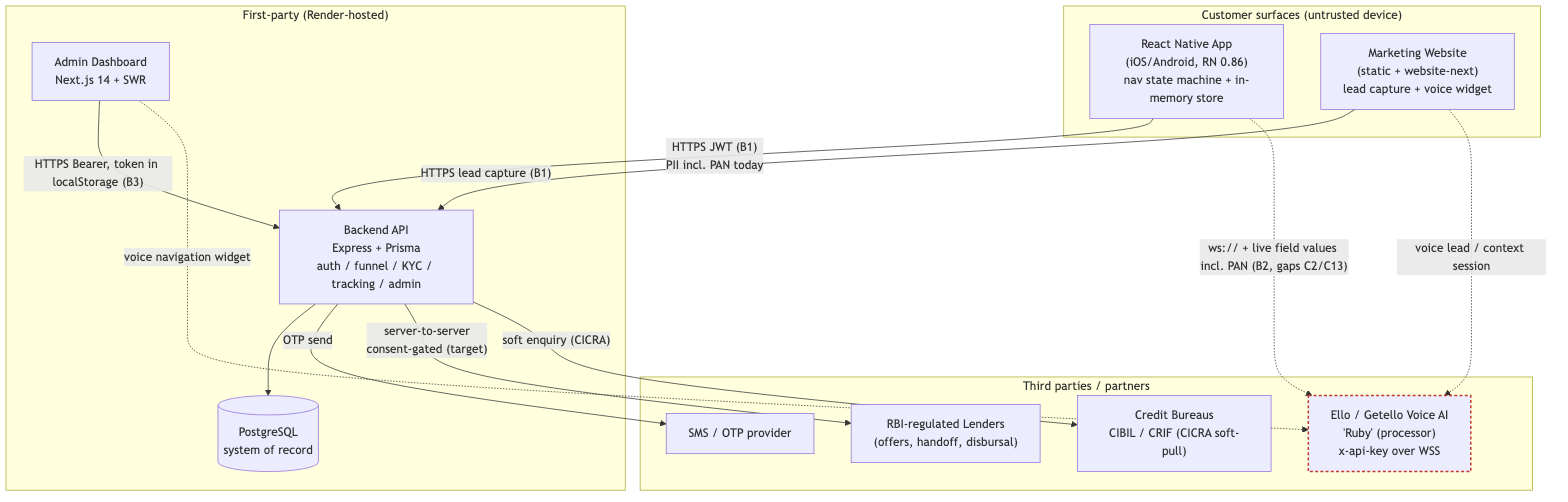 First-party (Render-hosted)
Customer surfaces (untrusted device)
Admin Dashboard
Next.js 14 + SWR
React Native App
(iOS/Android, RN 0.86)
nav state machine + in-
memory store
Marketing Website
(static + website-next)
lead capture + voice widget
HTTPS JWT (B1)
PII incl. PAN today
HTTPS lead capture (B1)
HTTPS Bearer, token in
localStorage (B3)
Backend API
Express + Prisma
auth / funnel / KYC /
tracking / admin
voice navigation widget
ws:// + live field values
incl. PAN (B2, gaps C2/C13)
voice lead / context
session
OTP send
server-to-server
consent-gated (target)
soft enquiry (CICRA)
Third parties / partners
PostgreSQL
system of record
SMS / OTP provider
RBI-regulated Lenders
(offers, handoff, disbursal)
Credit Bureaus
CIBIL / CRIF (CICRA soft-
pull)
Ello / Getello Voice AI
'Ruby' (processor)
x-api-key over WSS